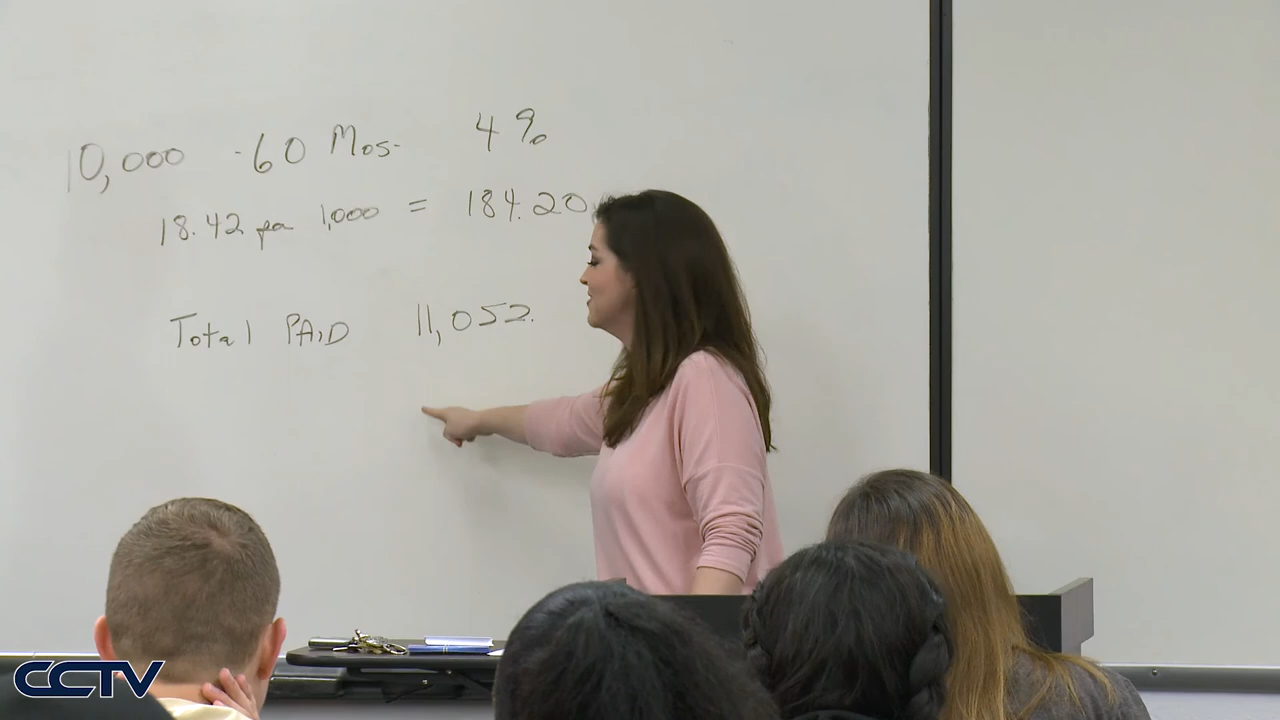 10,000 - 60 Mos. 4%
18.42 per 1,000 = 184.20
Total PAID 11,052.
CCTV